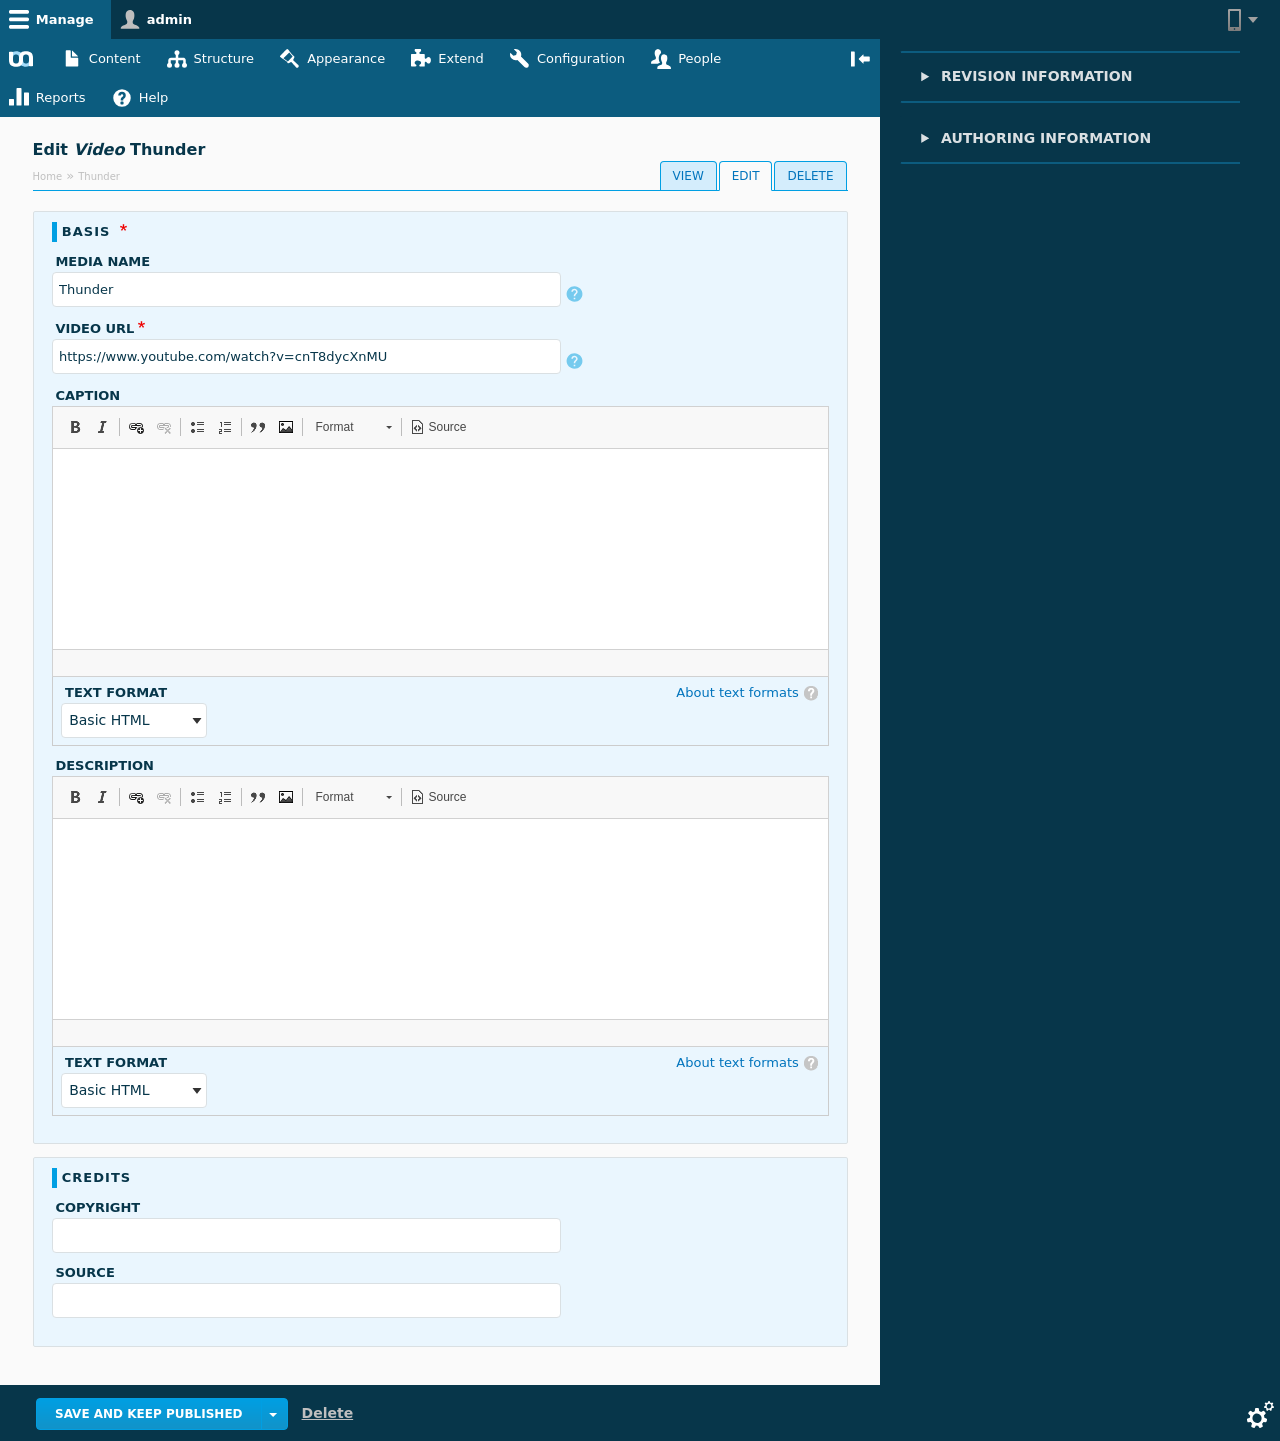 Manage admin
Content Structure Appearance Extend Configuration People
Reports Help
REVISION INFORMATION
AUTHORING INFORMATION
Edit Video Thunder
Home » Thunder
VIEW EDIT DELETE
BASIS *
MEDIA NAME
Thunder
?
VIDEO URL*
https://www.youtube.com/watch?v=cnT8dycXnMU
?
CAPTION
B I Format Source
TEXT FORMAT About text formats ?
Basic HTML
DESCRIPTION
B I Format Source
TEXT FORMAT About text formats ?
Basic HTML
CREDITS
COPYRIGHT
SOURCE
SAVE AND KEEP PUBLISHED Delete